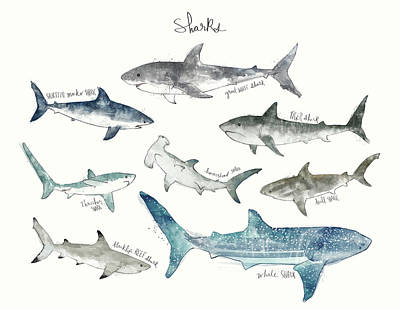 Sharks
great white shark
shortfin mako shark
tiger shark
hammerhead shark
thresher shark
bull shark
blacktip reef shark
whale shark